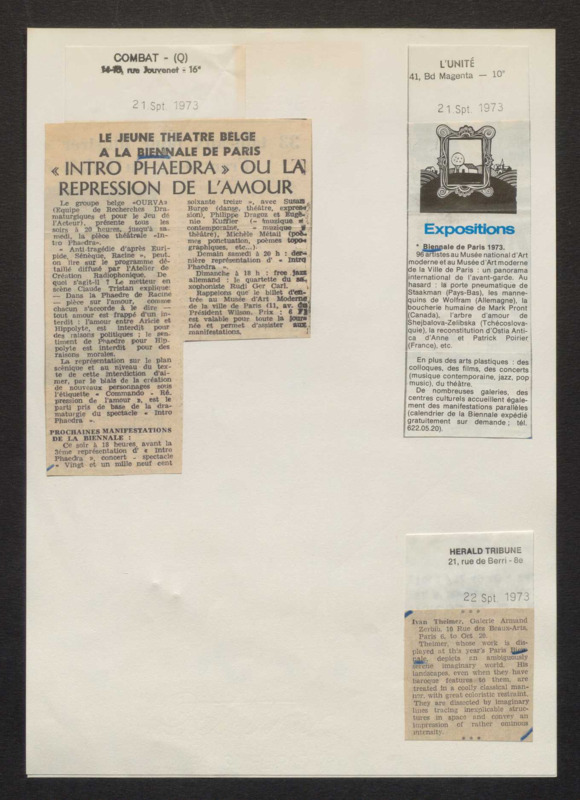 COMBAT - (Q)
14-18, rue Jouvenet - 16°
21 Spt. 1973
LE JEUNE THEATRE BELGE
A LA BIENNALE DE PARIS
« INTRO PHAEDRA » OU LA
REPRESSION DE L'AMOUR
Le groupe belge «OURVA»
(Equipe de Recherches Dra-
maturgiques et pour le Jeu de
l'Acteur), présente tous les
soirs à 20 heures, jusqu'à sa-
medi, la pièce théâtrale «In-
tro Phaedra».
« Anti-tragédie d'après Euri-
pide, Sénèque, Racine », peut-
on lire sur le programme dé-
taillé diffusé par l'Atelier de
Création Radiophonique. De
quoi s'agit-il ? Le metteur en
scène Claude Tristan explique :
— Dans la Phaedre de Racine
— pièce sur l'amour, comme
chacun s'accorde à le dire —
tout amour est frappé d'un in-
terdit. L'amour entre Aricie et
Hippolyte, est interdit pour
des raisons politiques ; le sen-
timent de Phaedre pour Hip-
polyte est interdit pour des
raisons morales.
La représentation sur le plan
scénique et au niveau du tex-
te de cette interdiction d'ai-
mer, par le biais de la création
de nouveaux personnages sous
l'étiquette « Commando - Ré-
pression de l'amour », est le
parti pris de base de la dra-
maturgie du spectacle « Intro
Phaedra ».
PROCHAINES MANIFESTATIONS
DE LA BIENNALE :
Ce soir à 18 heures, avant la
3ème représentation d' « Intro
Phaedra », concert - spectacle
« Vingt et un mille neuf cent
soixante treize », avec Susan
Burge (danse, théâtre, expres-
sion), Philippe Dragoz et Eugé-
nie Kuffler (« musique »
contemporaine, « musique »
théâtre), Michèle Métail (poè-
mes ponctuation, poèmes topo-
graphiques, etc...)
Demain samedi à 20 h : der-
nière représentation d' « Intro
Phaedra ».
Dimanche à 18 h : free jazz
allemand : le quartette du sa-
xophoniste Rudi Ger Carl.
Rappelons que le billet d'en-
trée au Musée d'Art Moderne
de la ville de Paris (11, av. du
Président Wilson. Prix : 6 F)
est valable pour toute la jour-
née et permet d'assister aux
manifestations.
L'UNITÉ
41, Bd Magenta — 10°
21 Spt. 1973
Expositions
* Biennale de Paris 1973.
96 artistes au Musée national d'Art
moderne et au Musée d'Art moderne
de la Ville de Paris : un panorama
international de l'avant-garde. Au
hasard : la porte pneumatique de
Staakman (Pays-Bas), les manne-
quins de Wolfram (Allemagne), la
boucherie humaine de Mark Pront
(Canada), l'arbre d'amour de
Shejbalova-Zelibska (Tchécoslova-
quie), la reconstitution d'Ostia Anti-
ca d'Anne et Patrick Poirier
(France), etc.
En plus des arts plastiques : des
colloques, des films, des concerts
(musique contemporaine, jazz, pop
music), du théâtre.
De nombreuses galeries, des
centres culturels accueillent égale-
ment des manifestations parallèles
(calendrier de la Biennale expédié
gratuitement sur demande ; tél.
622.05.20).
HERALD TRIBUNE
21, rue de Berri - 8e
22 Spt. 1973
* * *
Ivan Theimer, Galerie Armand
Zerbib, 16 Rue des Beaux-Arts,
Paris 6, to Oct. 20.
Theimer, whose work is dis-
played at this year's Paris Bien-
nale, depicts an ambiguously
serene imaginary world. His
landscapes, even when they have
baroque features to them, are
treated in a coolly classical man-
ner, with great coloristic restraint.
They are dissected by imaginary
lines tracing inexplicable struc-
tures in space and convey an
impression of rather ominous
intensity.
* * *